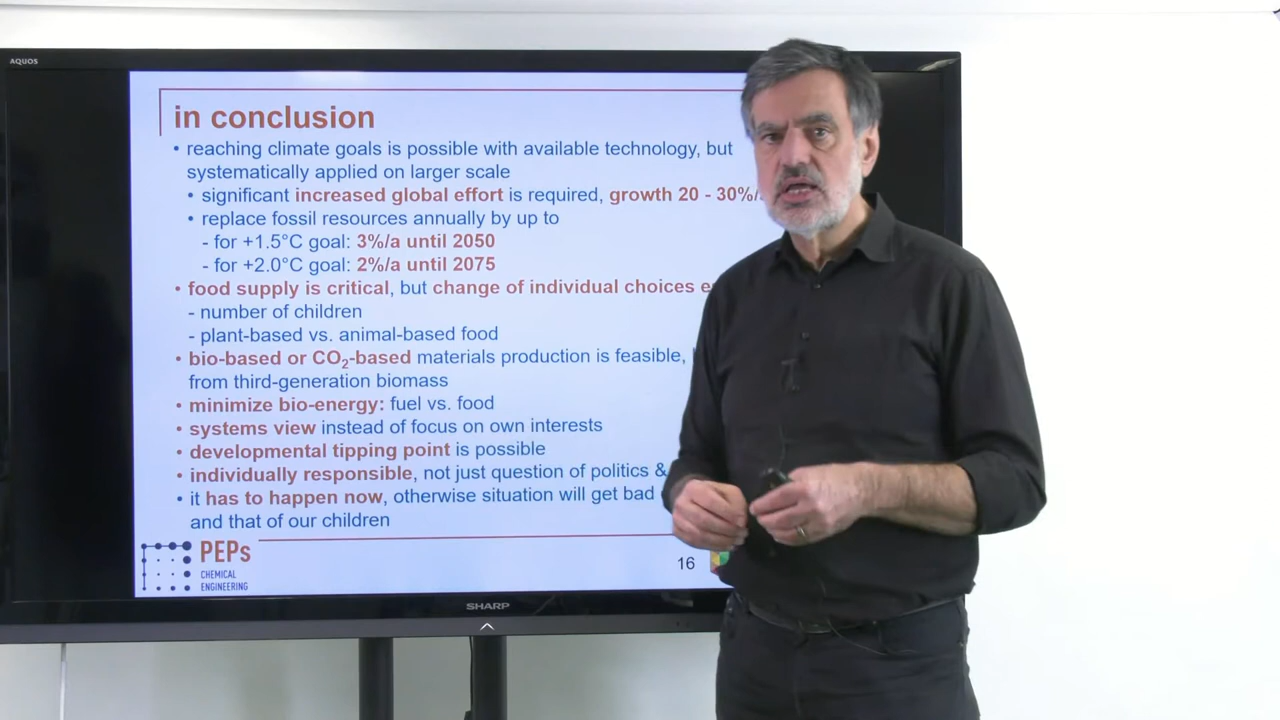 AQUOS
in conclusion
• reaching climate goals is possible with available technology, but
systematically applied on larger scale
• significant increased global effort is required, growth 20 - 30%/
• replace fossil resources annually by up to
- for +1.5°C goal: 3%/a until 2050
- for +2.0°C goal: 2%/a until 2075
• food supply is critical, but change of individual choices
- number of children
- plant-based vs. animal-based food
• bio-based or CO₂-based materials production is feasible,
from third-generation biomass
• minimize bio-energy: fuel vs. food
• systems view instead of focus on own interests
• developmental tipping point is possible
• individually responsible, not just question of politics &
• it has to happen now, otherwise situation will get bad
and that of our children
PEPs
CHEMICAL
ENGINEERING
16
SHARP